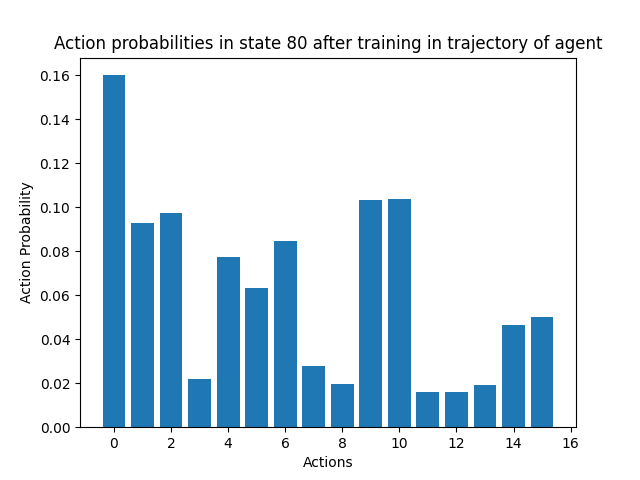 Action probabilities in state 80 after training in trajectory of agent
0.16
0.14
0.12
0.10
0.08
0.06
0.04
0.02
0.00
Action Probability
0 2 4 6 8 10 12 14 16
Actions